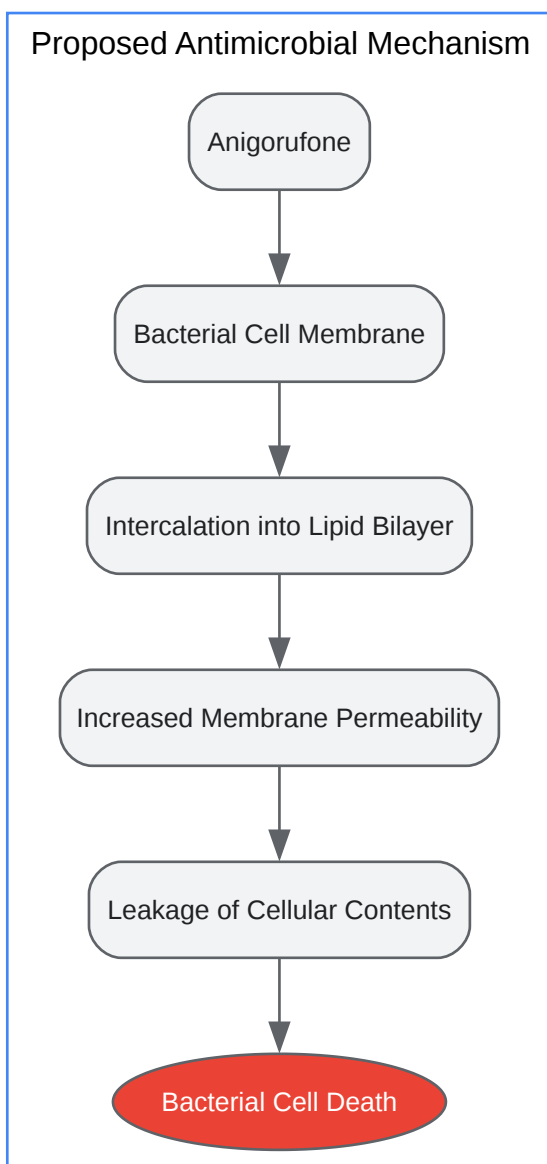 Proposed Antimicrobial Mechanism
Anigorufone
Bacterial Cell Membrane
Intercalation into Lipid Bilayer
Increased Membrane Permeability
Leakage of Cellular Contents
Bacterial Cell Death